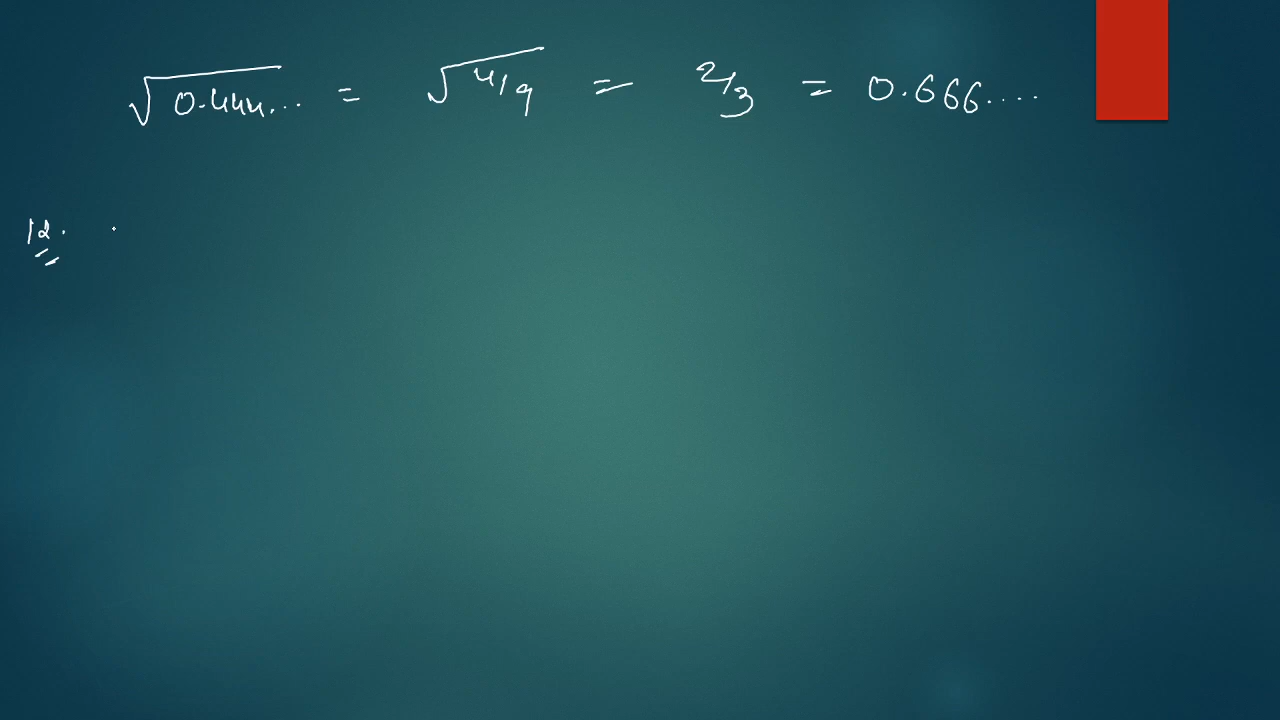 √0.444... = √4/9 = 2/3 = 0.666....
12.